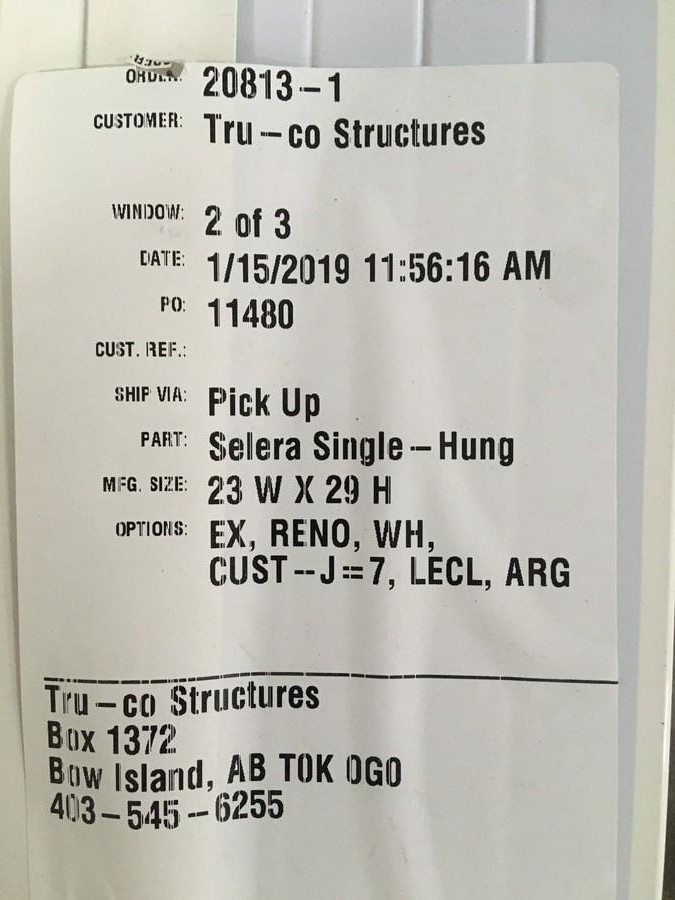 ORDER: 20813-1
CUSTOMER: Tru-co Structures
WINDOW: 2 of 3
DATE: 1/15/2019 11:56:16 AM
PO: 11480
CUST. REF.:
SHIP VIA: Pick Up
PART: Selera Single-Hung
MFG. SIZE: 23 W X 29 H
OPTIONS: EX, RENO, WH,
CUST--J=7, LECL, ARG
Tru-co Structures
Box 1372
Bow Island, AB T0K 0G0
403-545-6255